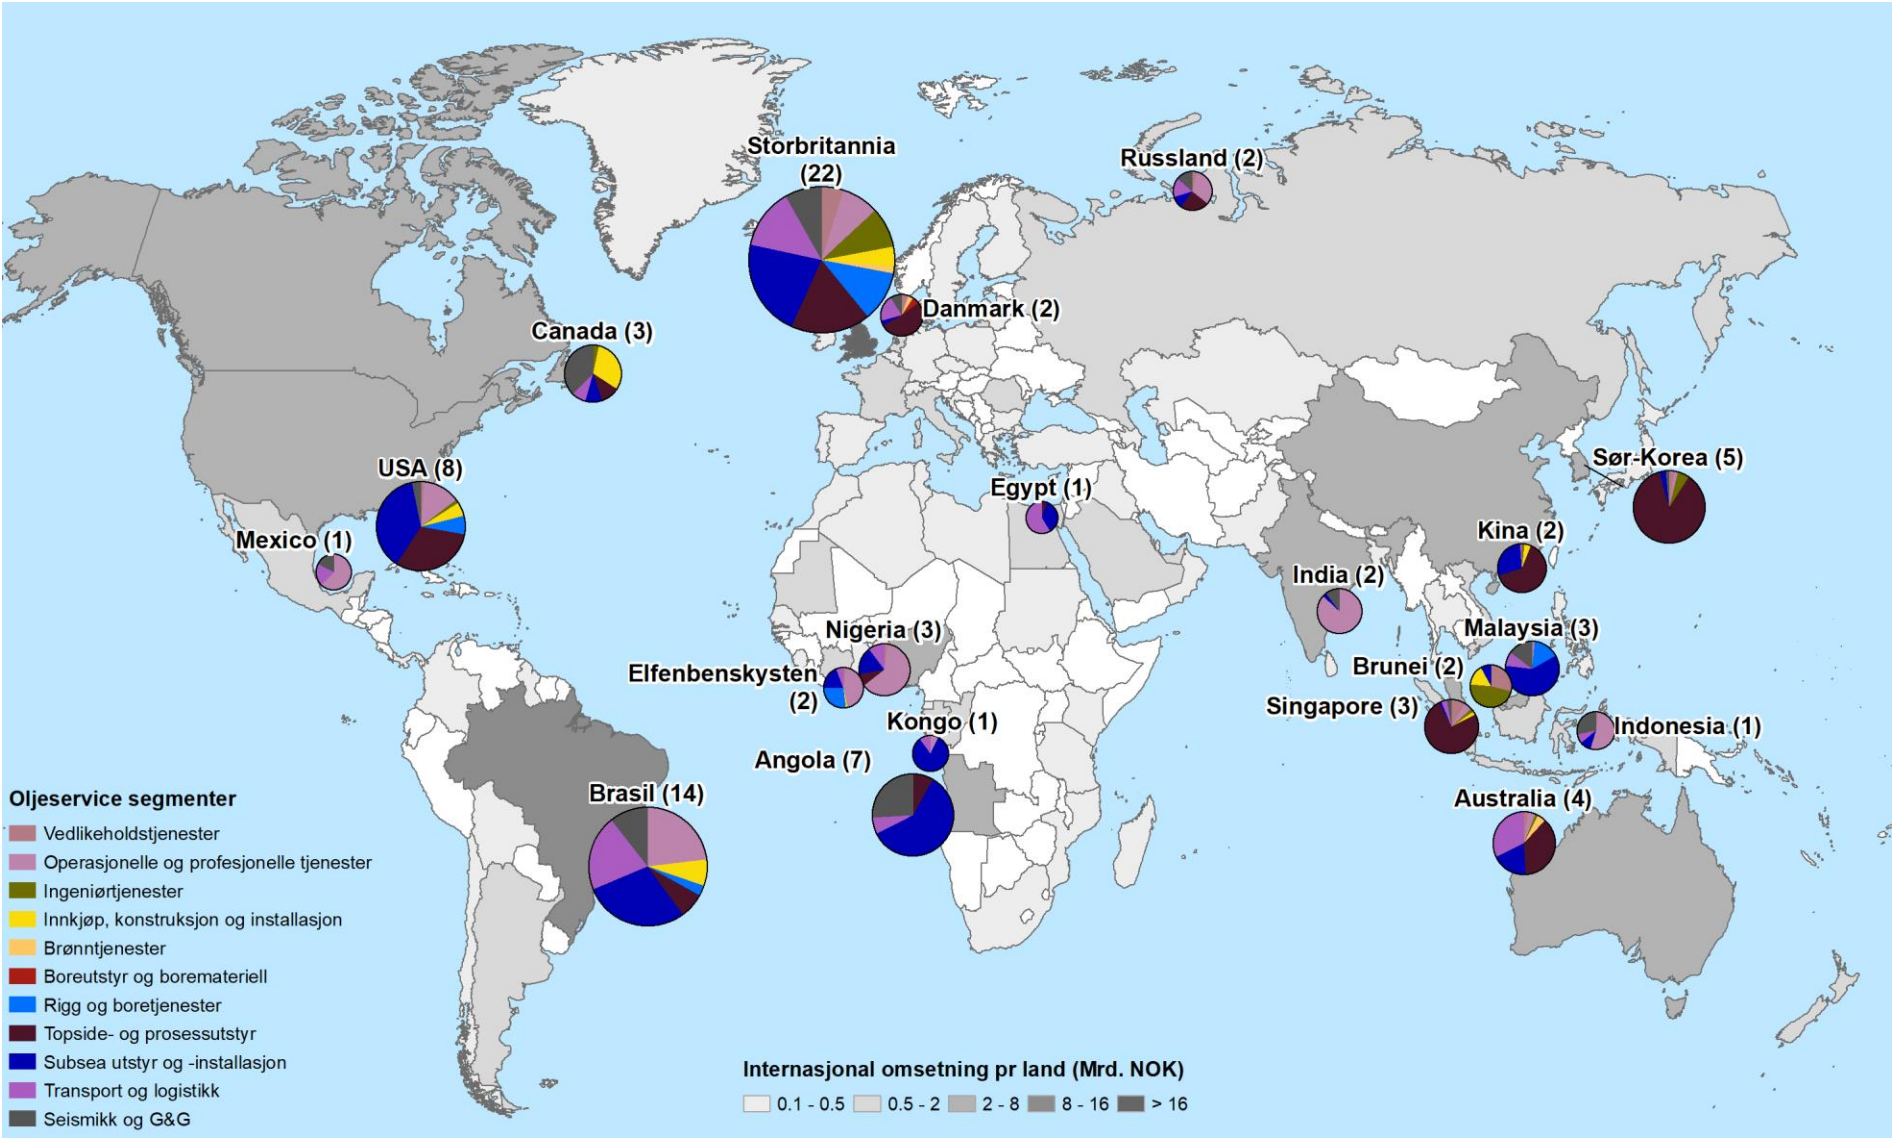 Storbritannia
(22)
Russland (2)
Danmark (2)
Canada (3)
USA (8)
Sør-Korea (5)
Egypt (1)
Mexico (1)
Kina (2)
India (2)
Nigeria (3)
Malaysia (3)
Elfenbenskysten
(2)
Brunei (2)
Singapore (3)
Kongo (1)
Indonesia (1)
Angola (7)
Brasil (14)
Australia (4)
Oljeservice segmenter
Vedlikeholdstjenester
Operasjonelle og profesjonelle tjenester
Ingeniørtjenester
Innkjøp, konstruksjon og installasjon
Brønntjenester
Boreutstyr og boremateriell
Rigg og boretjenester
Topside- og prosessutstyr
Subsea utstyr og -installasjon
Transport og logistikk
Seismikk og G&G
Internasjonal omsetning pr land (Mrd. NOK)
0.1 - 0.5 0.5 - 2 2 - 8 8 - 16 > 16